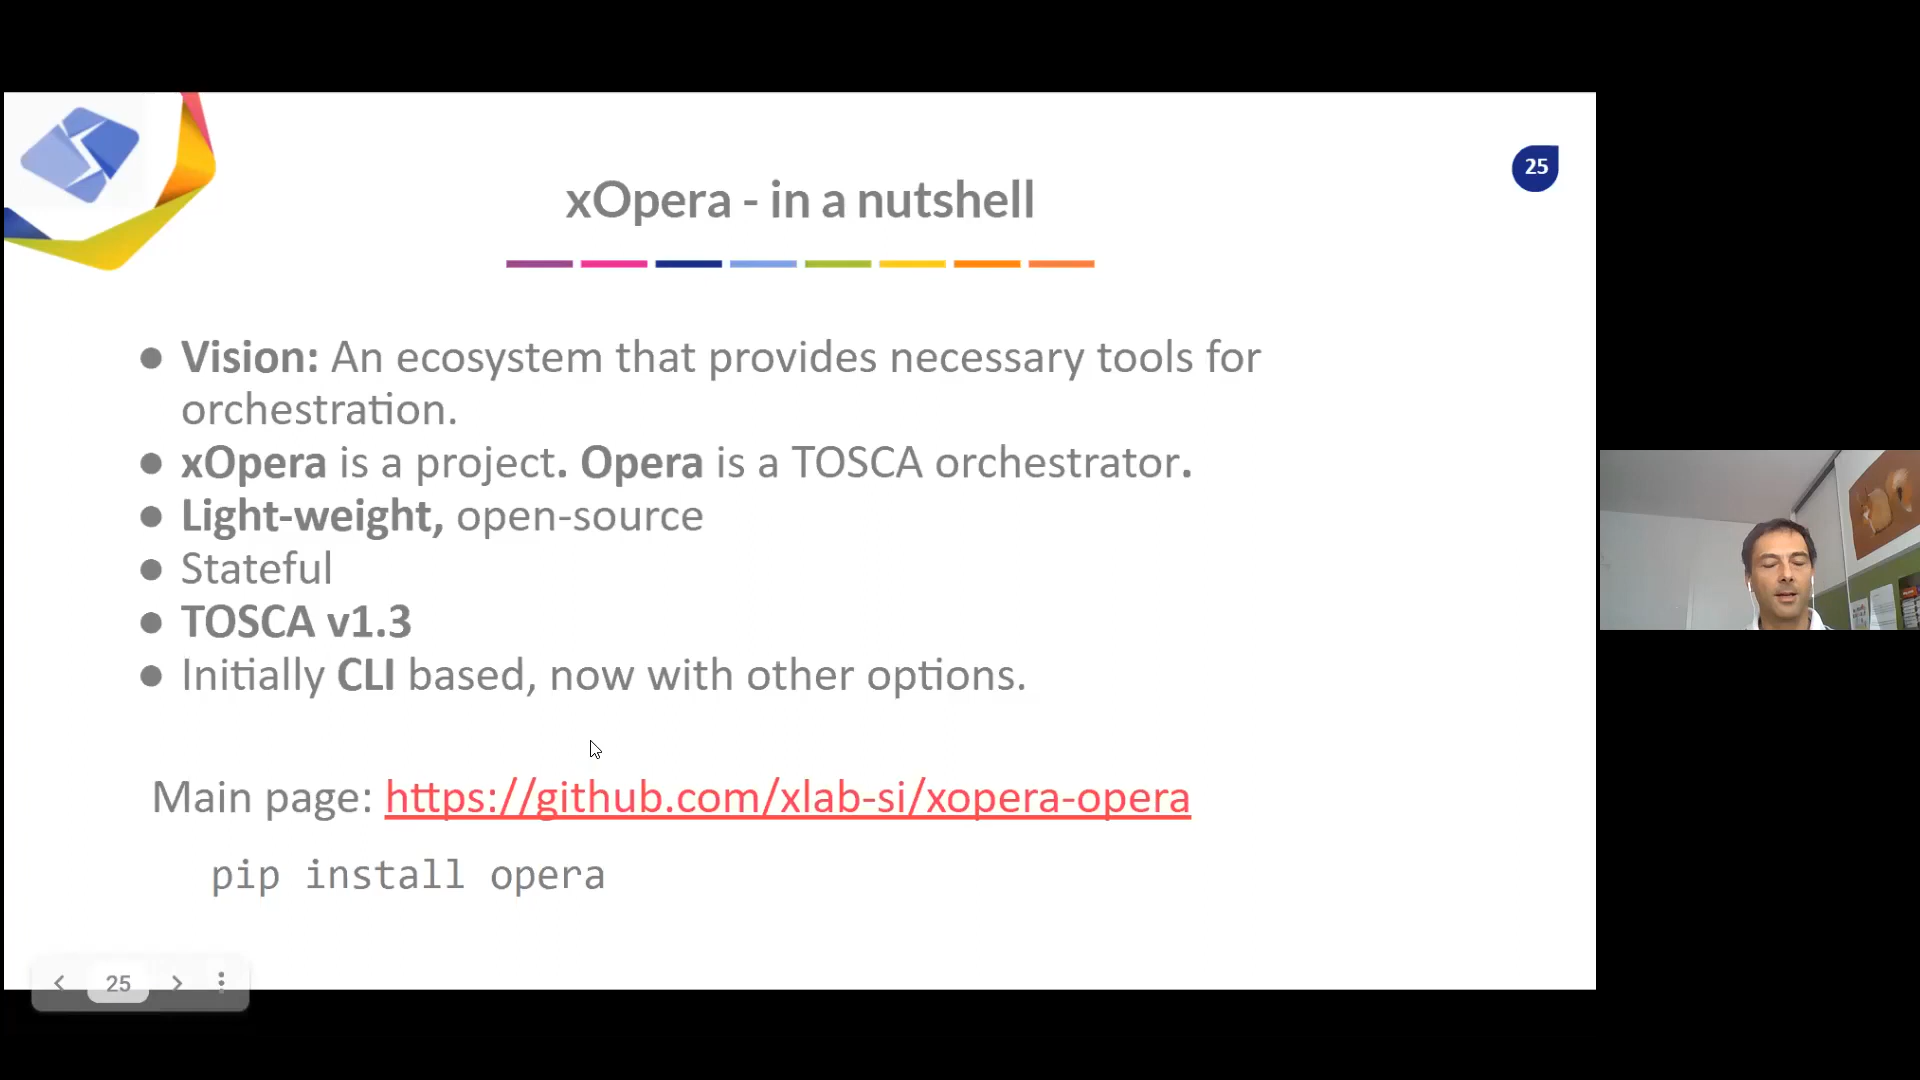 25
xOpera - in a nutshell
● Vision: An ecosystem that provides necessary tools for
orchestration.
● xOpera is a project. Opera is a TOSCA orchestrator.
● Light-weight, open-source
● Stateful
● TOSCA v1.3
● Initially CLI based, now with other options.
Main page: https://github.com/xlab-si/xopera-opera
pip install opera
25